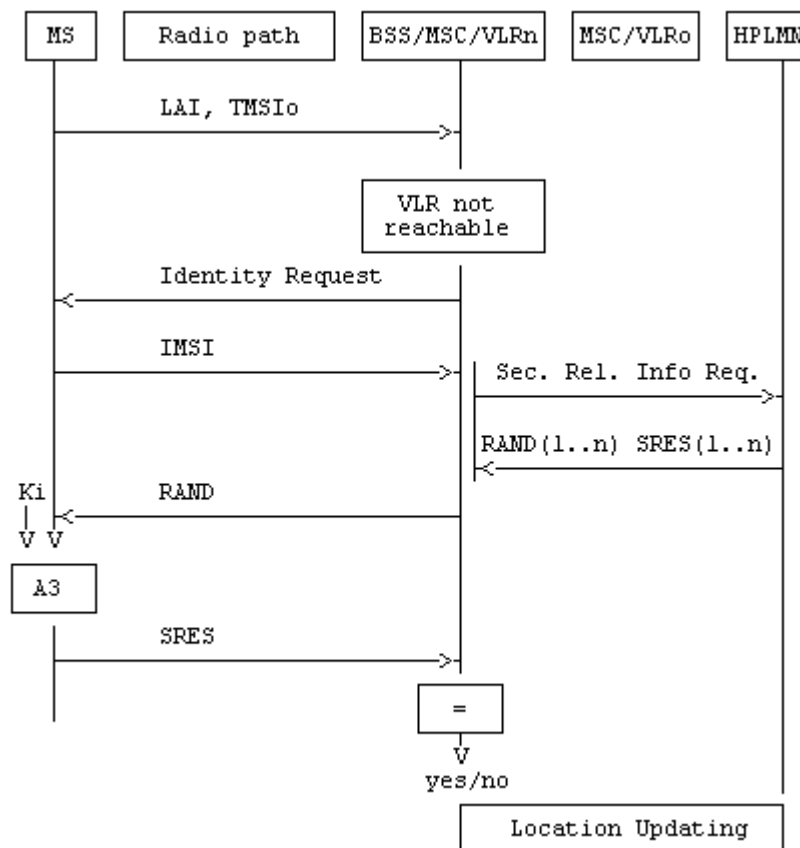 MS Radio path BSS/MSC/VLRn MSC/VLRo HPLMN
LAI, TMSIo
VLR not
reachable
Identity Request
IMSI
Sec. Rel. Info Req.
RAND(1..n) SRES(1..n)
Ki RAND
A3
SRES
=
yes/no
Location Updating